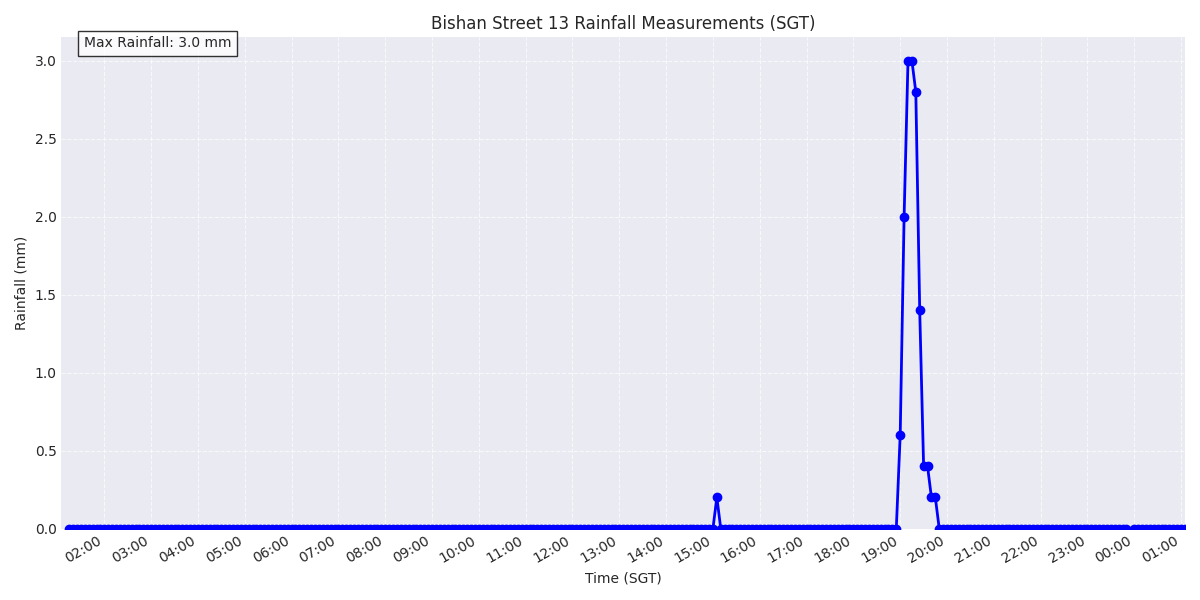 Bishan Street 13 Rainfall Measurements (SGT)
Max Rainfall: 3.0 mm
3.0
2.5
2.0
1.5
1.0
0.5
0.0
Rainfall (mm)
02:00 03:00 04:00 05:00 06:00 07:00 08:00 09:00 10:00 11:00 12:00 13:00 14:00 15:00 16:00 17:00 18:00 19:00 20:00 21:00 22:00 23:00 00:00 01:00
Time (SGT)